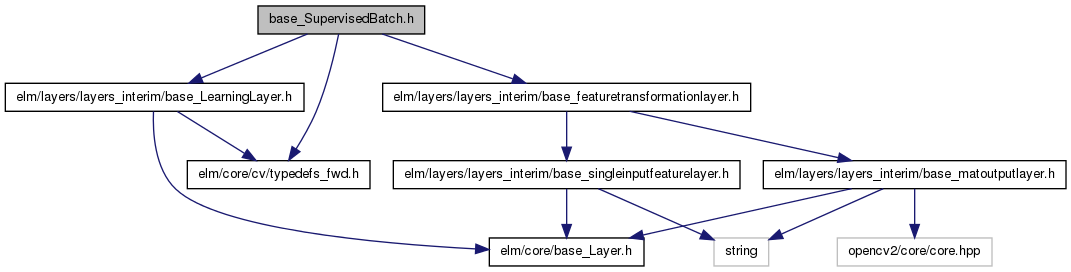 base_SupervisedBatch.h
elm/layers/layers_interim/base_LearningLayer.h
elm/layers/layers_interim/base_featuretransformationlayer.h
elm/core/cv/typedefs_fwd.h
elm/layers/layers_interim/base_singleinputfeaturelayer.h
elm/layers/layers_interim/base_matoutputlayer.h
elm/core/base_Layer.h
string
opencv2/core/core.hpp